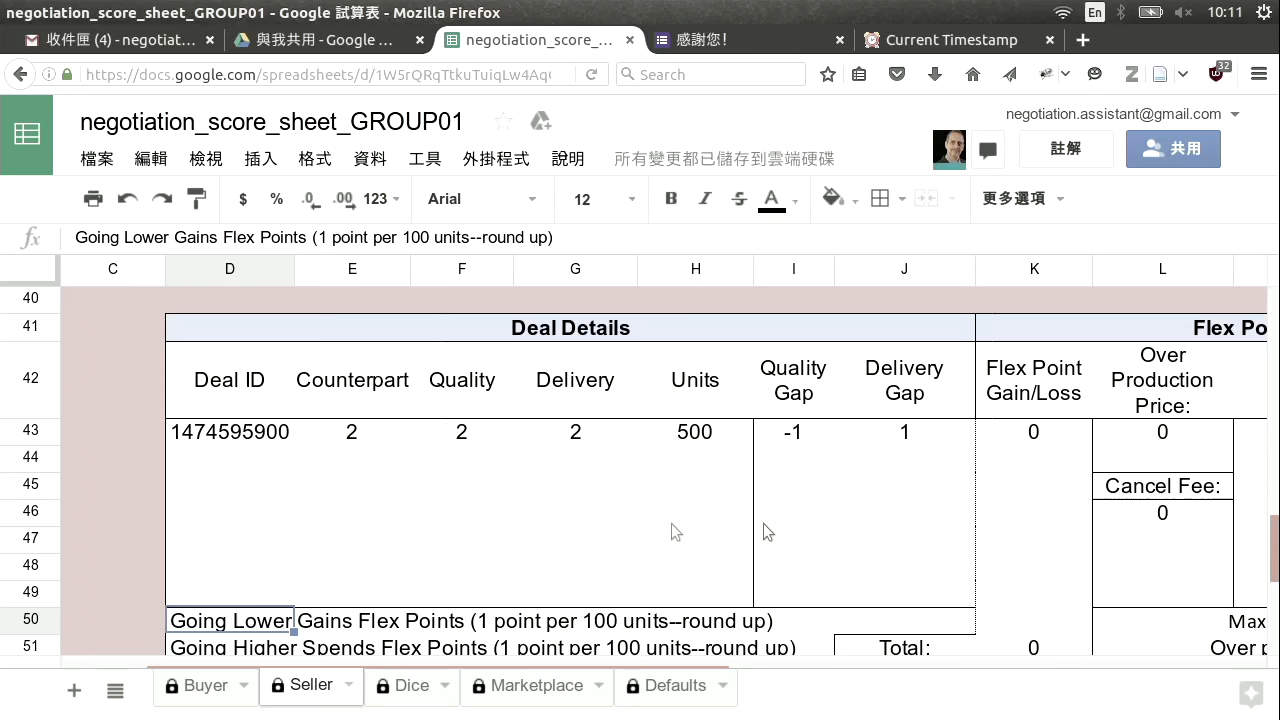 negotiation_score_sheet_GROUP01 - Google 試算表 - Mozilla Firefox
En
10:11
收件匣 (4) - negotiat... ×
與我共用 - Google ... ×
negotiation_score_sh... ×
感謝您! ×
Current Timestamp ×
https://docs.google.com/spreadsheets/d/1W5rQRqTtkuTuiqLw4Aq
Search
32
negotiation_score_sheet_GROUP01
negotiation.assistant@gmail.com
檔案 編輯 檢視 插入 格式 資料 工具 外掛程式 說明 所有變更都已儲存到雲端硬碟
註解
共用
$ % .0 .00 123 Arial 12 B I S A 更多選項
fx Going Lower Gains Flex Points (1 point per 100 units--round up)
C D E F G H I J K L
40
41 Deal Details Flex Po
42 Deal ID Counterpart Quality Delivery Units Quality Gap Delivery Gap Flex Point Gain/Loss Over Production Price:
43 1474595900 2 2 2 500 -1 1 0 0
44
45 Cancel Fee:
46 0
47
48
49
50 Going Lower Gains Flex Points (1 point per 100 units--round up) Max
51 Going Higher Spends Flex Points (1 point per 100 units--round up) Total: 0 Over p
+ Buyer Seller Dice Marketplace Defaults